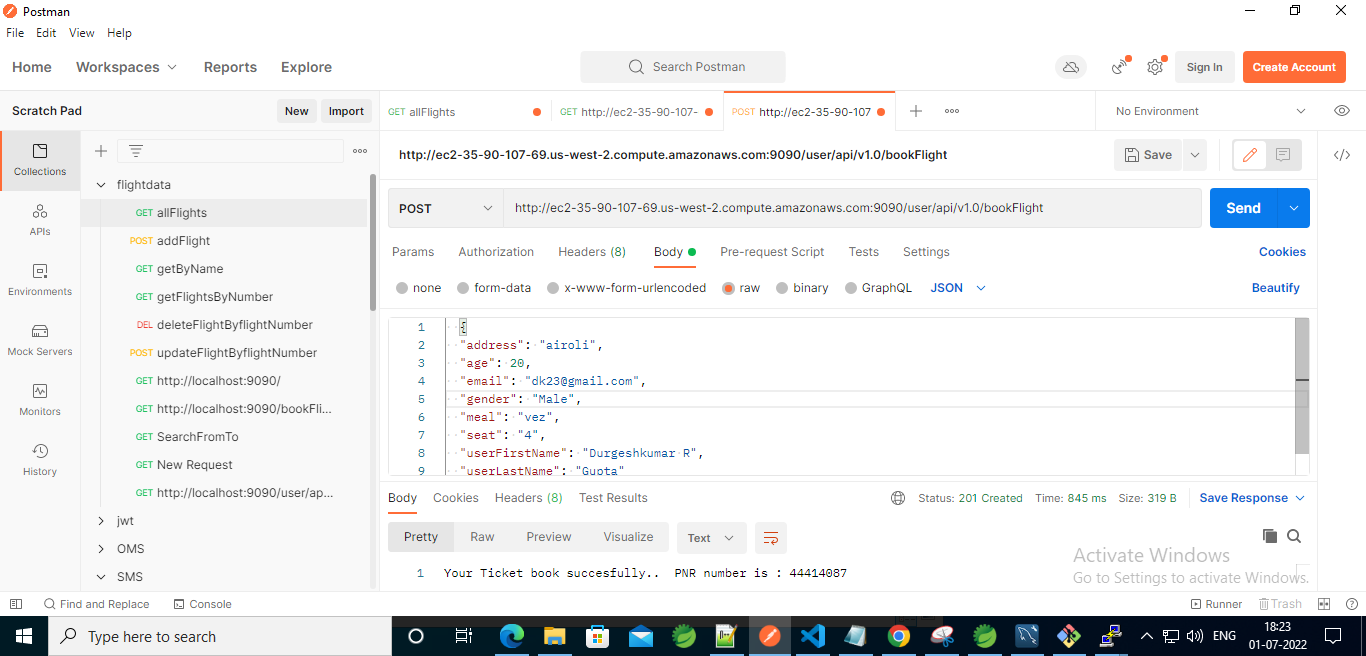 Postman
File Edit View Help
Home Workspaces Reports Explore
Search Postman
Sign In
Create Account
Scratch Pad
New Import
GET allFlights
GET http://ec2-35-90-107-
POST http://ec2-35-90-107
No Environment
Collections
APIs
Environments
Mock Servers
Monitors
History
flightdata
GET allFlights
POST addFlight
GET getByName
GET getFlightsByNumber
DEL deleteFlightByflightNumber
POST updateFlightByflightNumber
GET http://localhost:9090/
GET http://localhost:9090/bookFli...
GET SearchFromTo
GET New Request
GET http://localhost:9090/user/ap...
jwt
OMS
SMS
http://ec2-35-90-107-69.us-west-2.compute.amazonaws.com:9090/user/api/v1.0/bookFlight
Save
POST http://ec2-35-90-107-69.us-west-2.compute.amazonaws.com:9090/user/api/v1.0/bookFlight
Send
Params Authorization Headers (8) Body Pre-request Script Tests Settings
Cookies
none form-data x-www-form-urlencoded raw binary GraphQL JSON
Beautify
1 {
2 "address": "airoli",
3 "age": 20,
4 "email": "dk23@gmail.com",
5 "gender": "Male",
6 "meal": "vez",
7 "seat": "4",
8 "userFirstName": "Durgeshkumar R",
9 "userLastName": "Gupta"
Body Cookies Headers (8) Test Results
Status: 201 Created Time: 845 ms Size: 319 B Save Response
Pretty Raw Preview Visualize Text
1 Your Ticket book succesfully.. PNR number is : 44414087
Activate Windows
Go to Settings to activate Windows.
Find and Replace Console
Runner Trash
Type here to search
ENG
18:23
01-07-2022